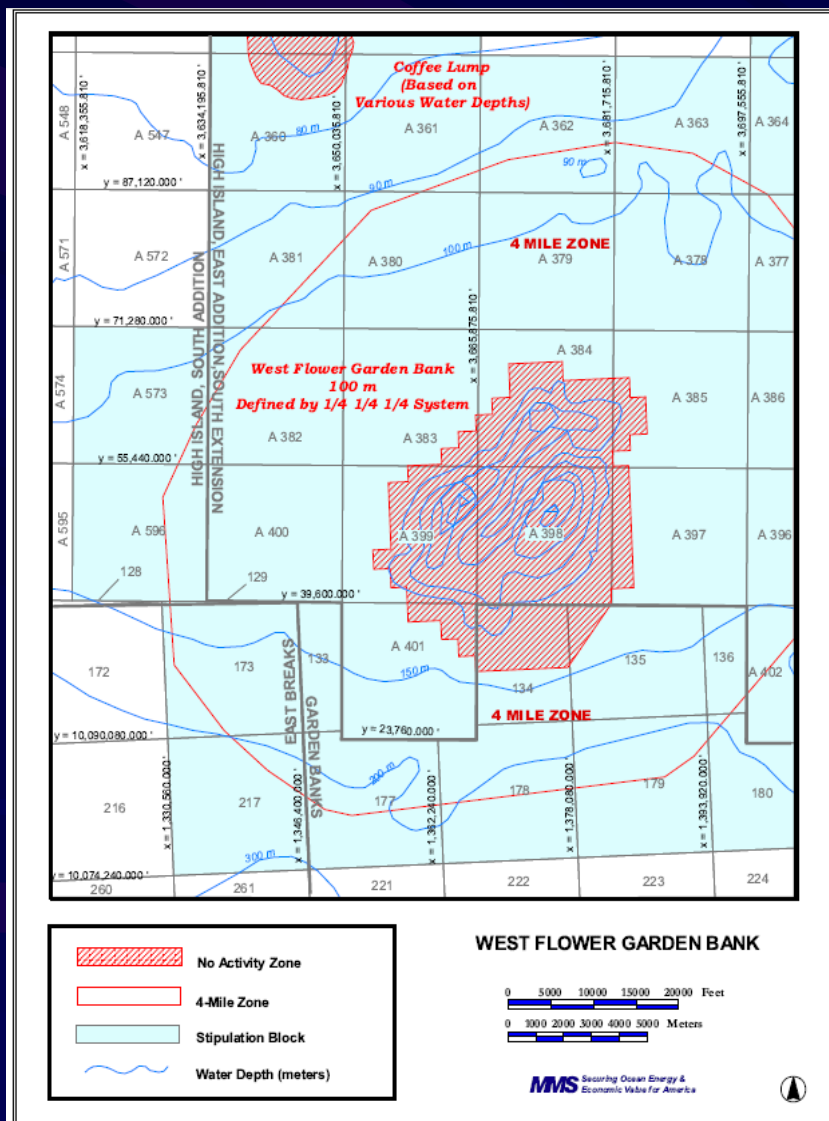 Coffee Lump
(Based on
Various Water Depths)
A 548
x = 3,618,355.810 '
A 547
x = 3,634,195.810 '
A 360
80 m
x = 3,650,035.810 '
A 361
A 362
x = 3,681,715.810 '
A 363
x = 3,697,555.810 '
A 364
90 m
y = 87,120.000 '
90 m
HIGH ISLAND, EAST ADDITION, SOUTH EXTENSION
HIGH ISLAND, SOUTH ADDITION
A 571
A 572
A 381
A 380
100 m
4 MILE ZONE
A 379
A 378
A 377
y = 71,280.000 '
x = 3,665,875.810 '
A 384
West Flower Garden Bank
100 m
Defined by 1/4 1/4 1/4 System
A 574
A 573
A 382
A 383
A 385
A 386
y = 55,440.000 '
A 595
A 596
A 400
A 399
A 398
A 397
A 396
128
129
y = 39,600.000 '
172
173
133
A 401
150 m
134
135
136
A 402
EAST BREAKS
GARDEN BANKS
4 MILE ZONE
y = 23,760.000 '
y = 10,090,080.000 '
200 m
216
x = 1,330,560.000 '
217
x = 1,346,400.000 '
177
x = 1,362,240.000 '
178
x = 1,378,080.000 '
179
x = 1,393,920.000 '
180
300 m
y = 10,074,240.000 '
260
261
221
222
223
224
No Activity Zone
4-Mile Zone
Stipulation Block
Water Depth (meters)
WEST FLOWER GARDEN BANK
0 5000 10000 15000 20000 Feet
0 1000 2000 3000 4000 5000 Meters
MMS Securing Ocean Energy &
Economic Value for America